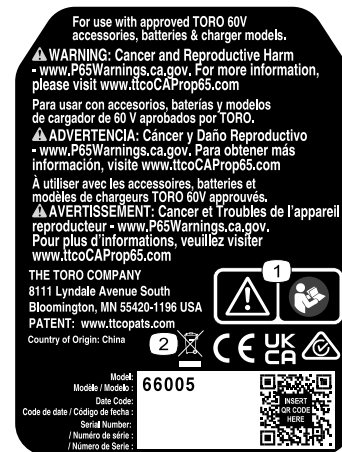 For use with approved TORO 60V
accessories, batteries & charger models.
WARNING: Cancer and Reproductive Harm
- www.P65Warnings.ca.gov. For more information,
please visit www.ttcoCAProp65.com
Para usar con accesorios, baterías y modelos
de cargador de 60 V aprobados por TORO.
ADVERTENCIA: Cáncer y Daño Reproductivo
- www.P65Warnings.ca.gov. Para obtener más
información, visite www.ttcoCAProp65.com
À utiliser avec les accessoires, batteries et
modèles de chargeurs TORO 60V approuvés.
AVERTISSEMENT: Cancer et Troubles de l'appareil
reproducteur - www.P65Warnings.ca.gov.
Pour plus d'informations, veuillez visiter
www.ttcoCAProp65.com
THE TORO COMPANY
8111 Lyndale Avenue South
Bloomington, MN 55420-1196 USA
PATENT: www.ttcopats.com
Country of Origin: China
1
2
CE UK CA
Model:
Modèle / Modelo :
66005
Date Code:
Code de date / Código de fecha :
Serial Number:
/ Numéro de série :
/ Número de Serie :
INSERT
QR CODE
HERE